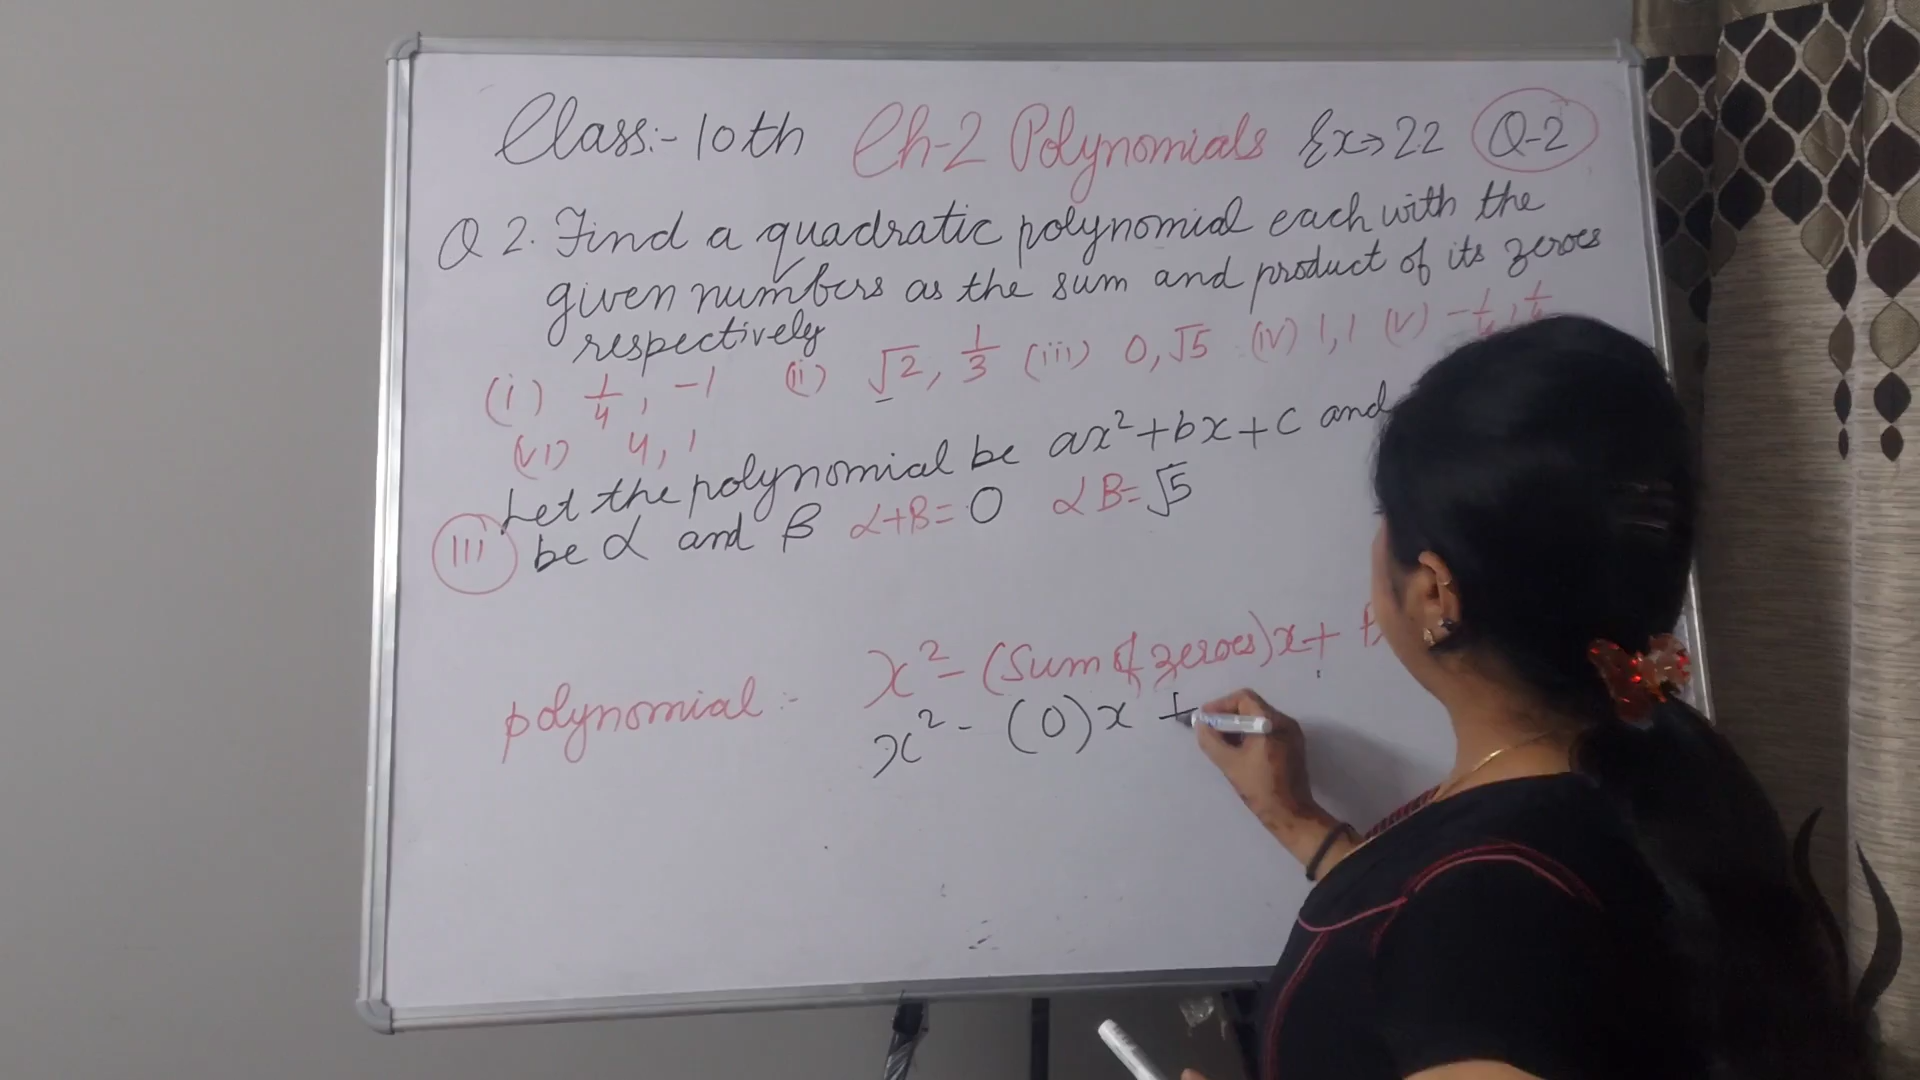 Class:- 10th Ch-2 Polynomials Ex→2.2 Q-2
Q 2. Find a quadratic polynomial each with the
given numbers as the sum and product of its zeroes
respectively
(i) 1/4, -1 (ii) √2, 1/3 (iii) 0, √5 (iv) 1, 1 (v) -1/4, 1/4
(vi) 4, 1
Let the polynomial be ax²+bx+c and
(III) be α and β α+β=0 αβ=√5
polynomial :- x²-(Sum of zeroes)x+
x²-(0)x+